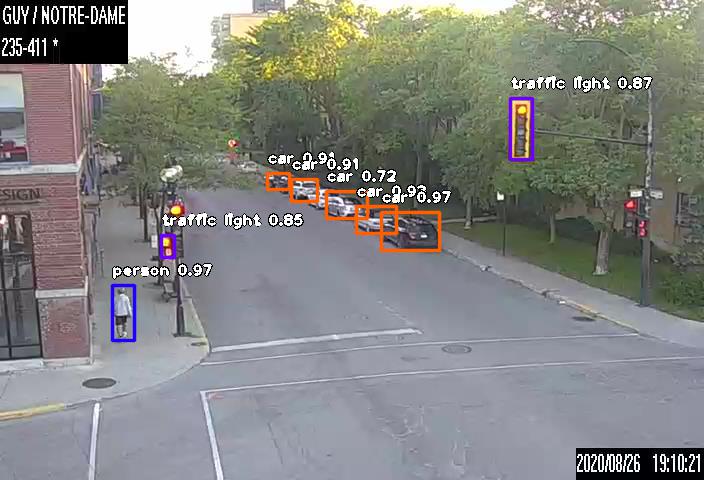 GUY / NOTRE-DAME
235-411 *
traffic light 0.87
car 0.91
car 0.72
car 0.97
ESIGN
traffic light 0.85
person 0.97
2020/08/26 19:10:21